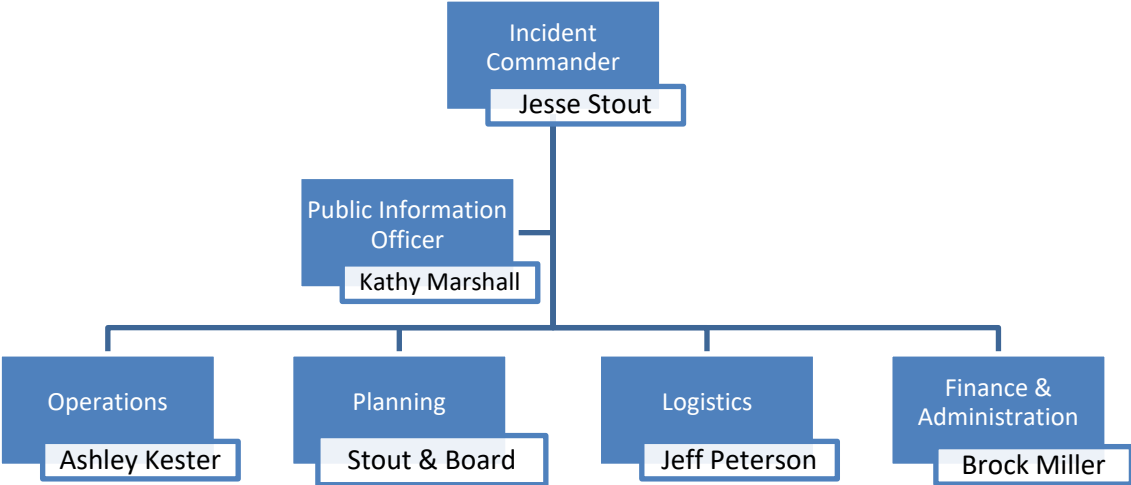 Incident
Commander
Jesse Stout
Public Information
Officer
Kathy Marshall
Operations
Ashley Kester
Planning
Stout & Board
Logistics
Jeff Peterson
Finance &
Administration
Brock Miller